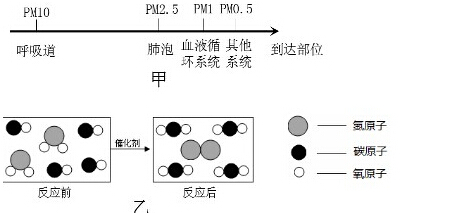 PM10 PM2.5 PM1 PM0.5
呼吸道 肺泡 血液循
环系统 其他
系统 到达部位
甲
催化剂
反应前 反应后
氮原子
碳原子
氧原子
乙